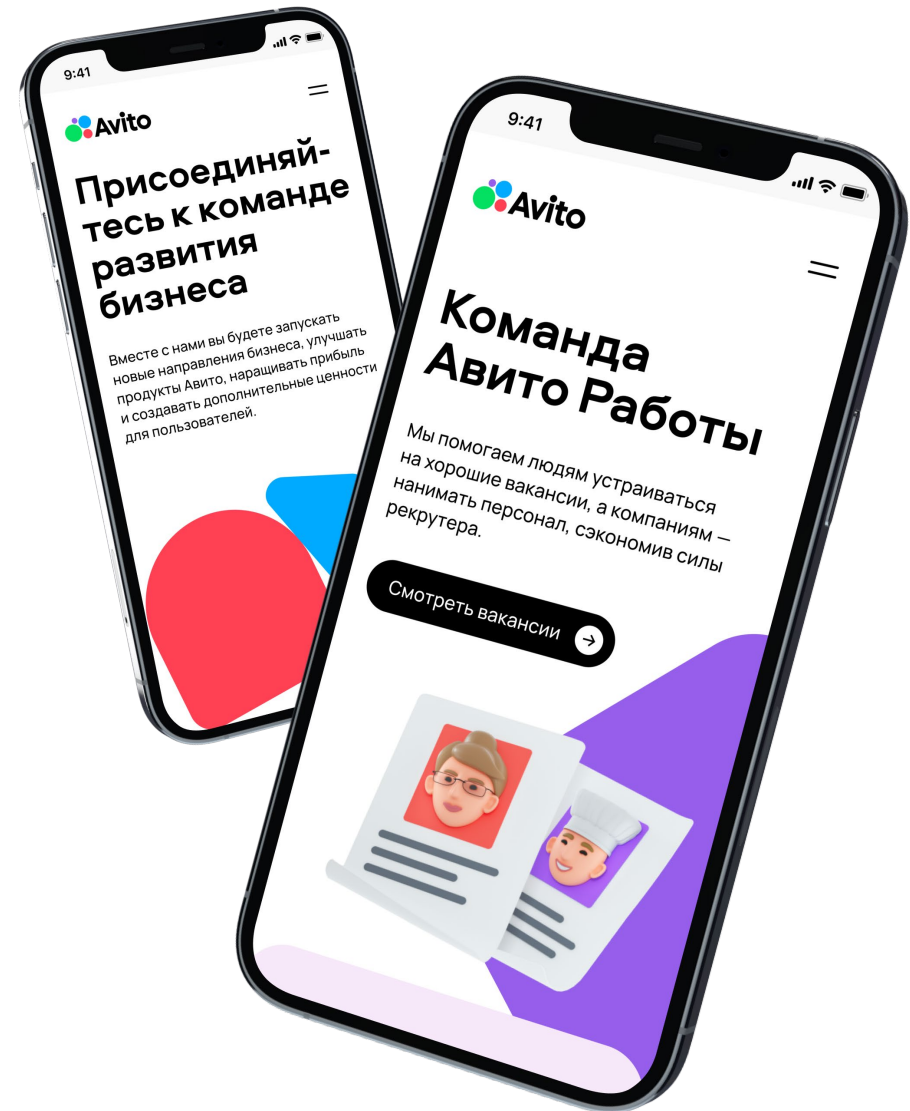 9:41
Avito
Присоединяй-
тесь к команде
развития
бизнеса
Вместе с нами вы будете запускать
новые направления бизнеса, улучшать
продукты Авито, наращивать прибыль
и создавать дополнительные ценности
для пользователей.
9:41
Avito
Команда
Авито Работы
Мы помогаем людям устраиваться
на хорошие вакансии, а компаниям —
нанимать персонал, сэкономив силы
рекрутера.
Смотреть вакансии